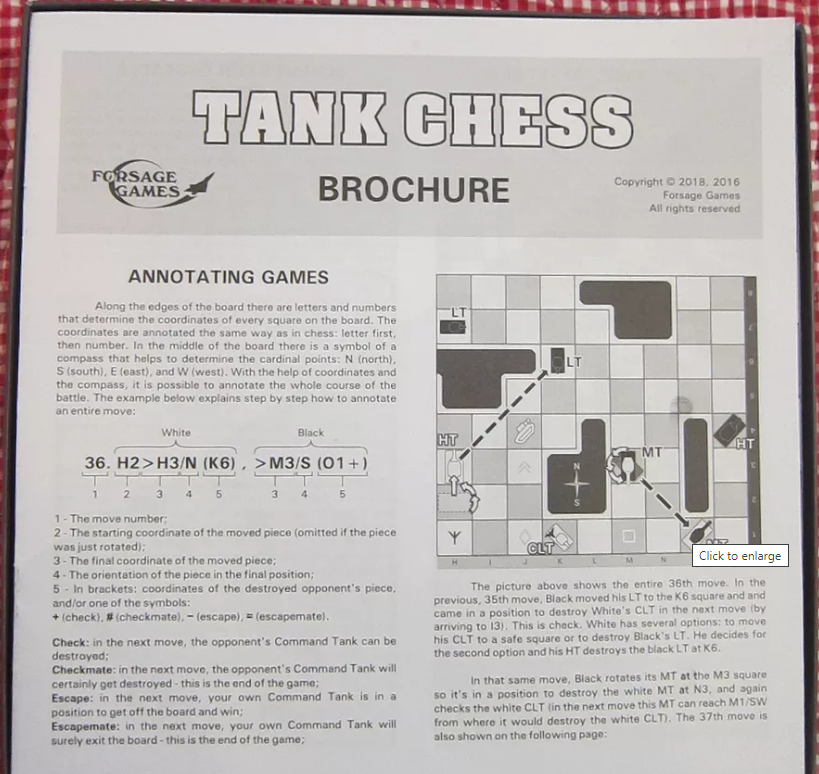 TANK CHESS
FORSAGE
GAMES
BROCHURE
Copyright © 2018, 2016
Forsage Games
All rights reserved
ANNOTATING GAMES
Along the edges of the board there are letters and numbers
that determine the coordinates of every square on the board. The
coordinates are annotated the same way as in chess: letter first,
then number. In the middle of the board there is a symbol of a
compass that helps to determine the cardinal points: N (north),
S (south), E (east), and W (west). With the help of coordinates and
the compass, it is possible to annotate the whole course of the
battle. The example below explains step by step how to annotate
an entire move:
White Black
36. H2>H3/N (K6) , >M3/S (O1+)
1 2 3 4 5 3 4 5
1 - The move number;
2 - The starting coordinate of the moved piece (omitted if the piece
was just rotated);
3 - The final coordinate of the moved piece;
4 - The orientation of the piece in the final position;
5 - In brackets: coordinates of the destroyed opponent's piece,
and/or one of the symbols:
+ (check), # (checkmate), – (escape), = (escapemate).
Check: in the next move, the opponent's Command Tank can be
destroyed;
Checkmate: in the next move, the opponent's Command Tank will
certainly get destroyed - this is the end of the game;
Escape: in the next move, your own Command Tank is in a
position to get off the board and win;
Escapemate: in the next move, your own Command Tank will
surely exit the board - this is the end of the game;
LT
LT
HT
HT
MT
N
S
CLT
MT
8
7
6
5
4
3
2
1
H I J K L M N
Click to enlarge
The picture above shows the entire 36th move. In the
previous, 35th move, Black moved his LT to the K6 square and and
came in a position to destroy White's CLT in the next move (by
arriving to I3). This is check. White has several options: to move
his CLT to a safe square or to destroy Black's LT. He decides for
the second option and his HT destroys the black LT at K6.
In that same move, Black rotates its MT at the M3 square
so it's in a position to destroy the white MT at N3, and again
checks the white CLT (in the next move this MT can reach M1/SW
from where it would destroy the white CLT). The 37th move is
also shown on the following page: